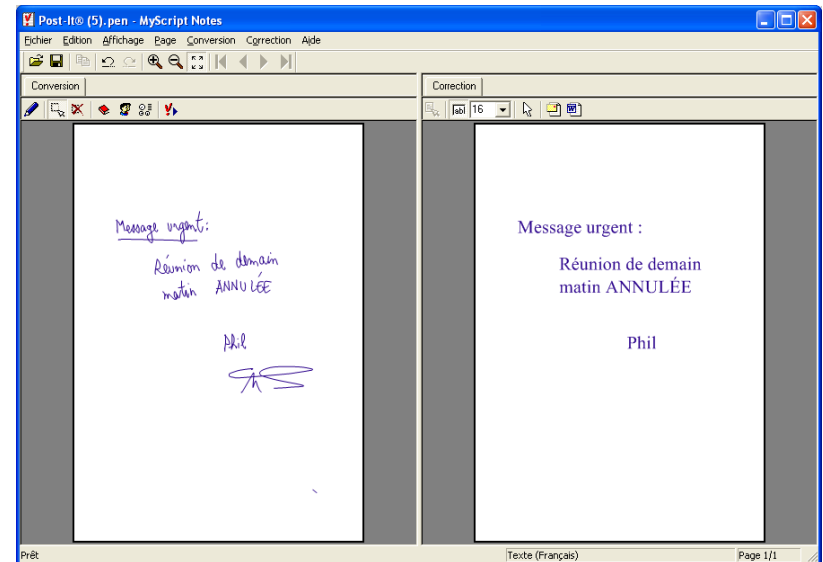 Post-It® (5).pen - MyScript Notes
Fichier Edition Affichage Page Conversion Correction Aide
Conversion
Correction
16
Message urgent:
Réunion de demain
matin ANNULÉE
Phil
Message urgent :
Réunion de demain
matin ANNULÉE
Phil
Prêt
Texte (Français)
Page 1/1